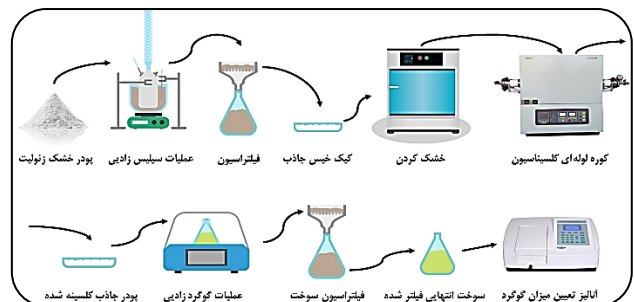 پودر خشک زئولیت
عملیات سیلیس زدایی
فیلتراسیون
کیک خیس جاذب
خشک کردن
کوره لوله‌ای کلسیناسیون
پودر جاذب کلسینه شده
عملیات گوگرد زدایی
فیلتراسیون سوخت
سوخت انتهایی فیلتر شده
آنالیز تعیین میزان گوگرد